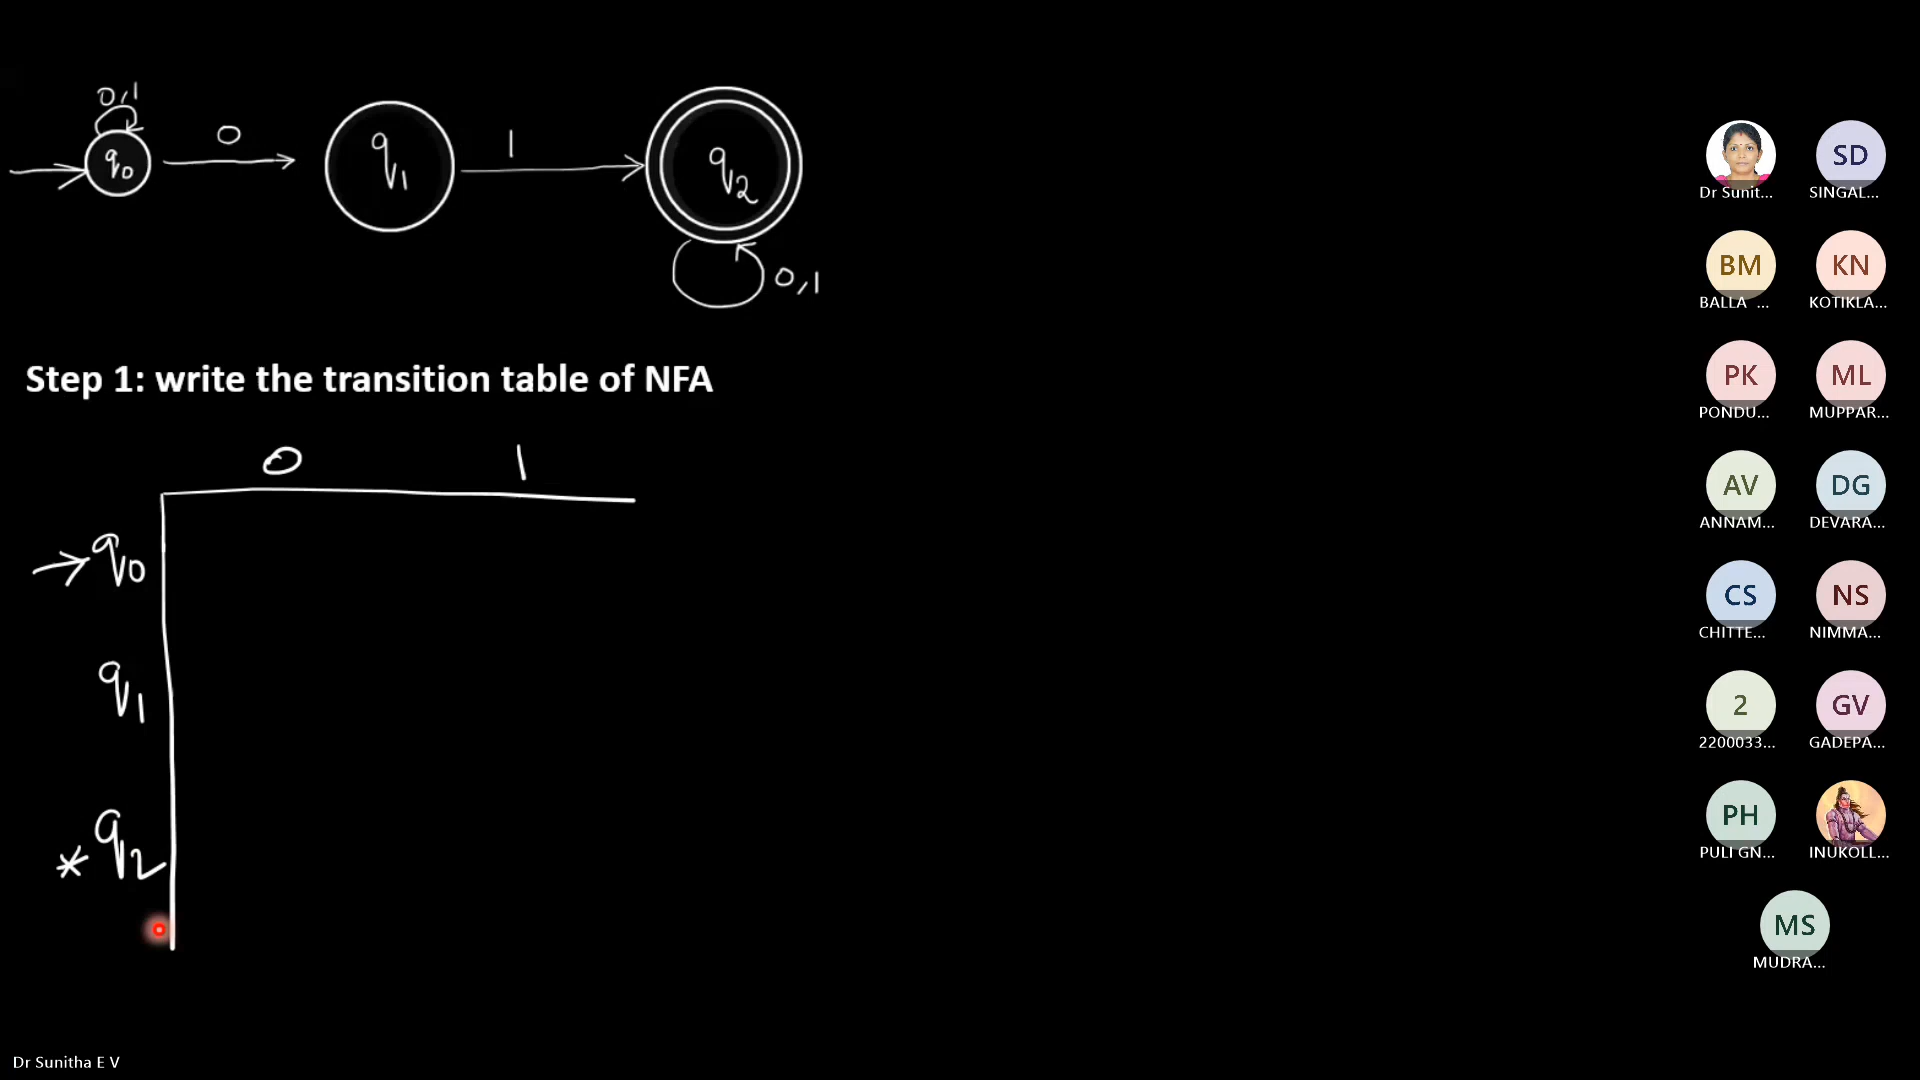 0,1
q0
0
q1
1
q2
0,1
Step 1: write the transition table of NFA
0 1
→q0
q1
*q2
Dr Sunit... SD SINGAL...
BM BALLA ... KN KOTIKLA...
PK PONDU... ML MUPPAR...
AV ANNAM... DG DEVARA...
CS CHITTE... NS NIMMA...
2 2200033... GV GADEPA...
PH PULI GN... INUKOLL...
MS MUDRA...
Dr Sunitha E V